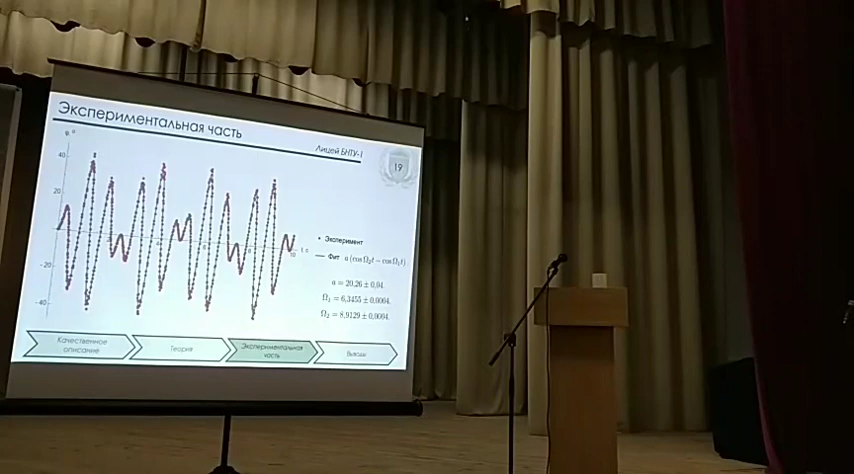 Экспериментальная часть
Лицей БНТУ-1
19
φ, °
40
20
-20
-40
10
t, c
• Эксперимент
— Фит a (cos Ω₂t − cos Ω₁t)
a = 20,26 ± 0,04.
Ω₁ = 6,3455 ± 0,0004.
Ω₂ = 8,9129 ± 0,0004.
Качественное
описание
Теория
Экспериментальная
часть
Выводы